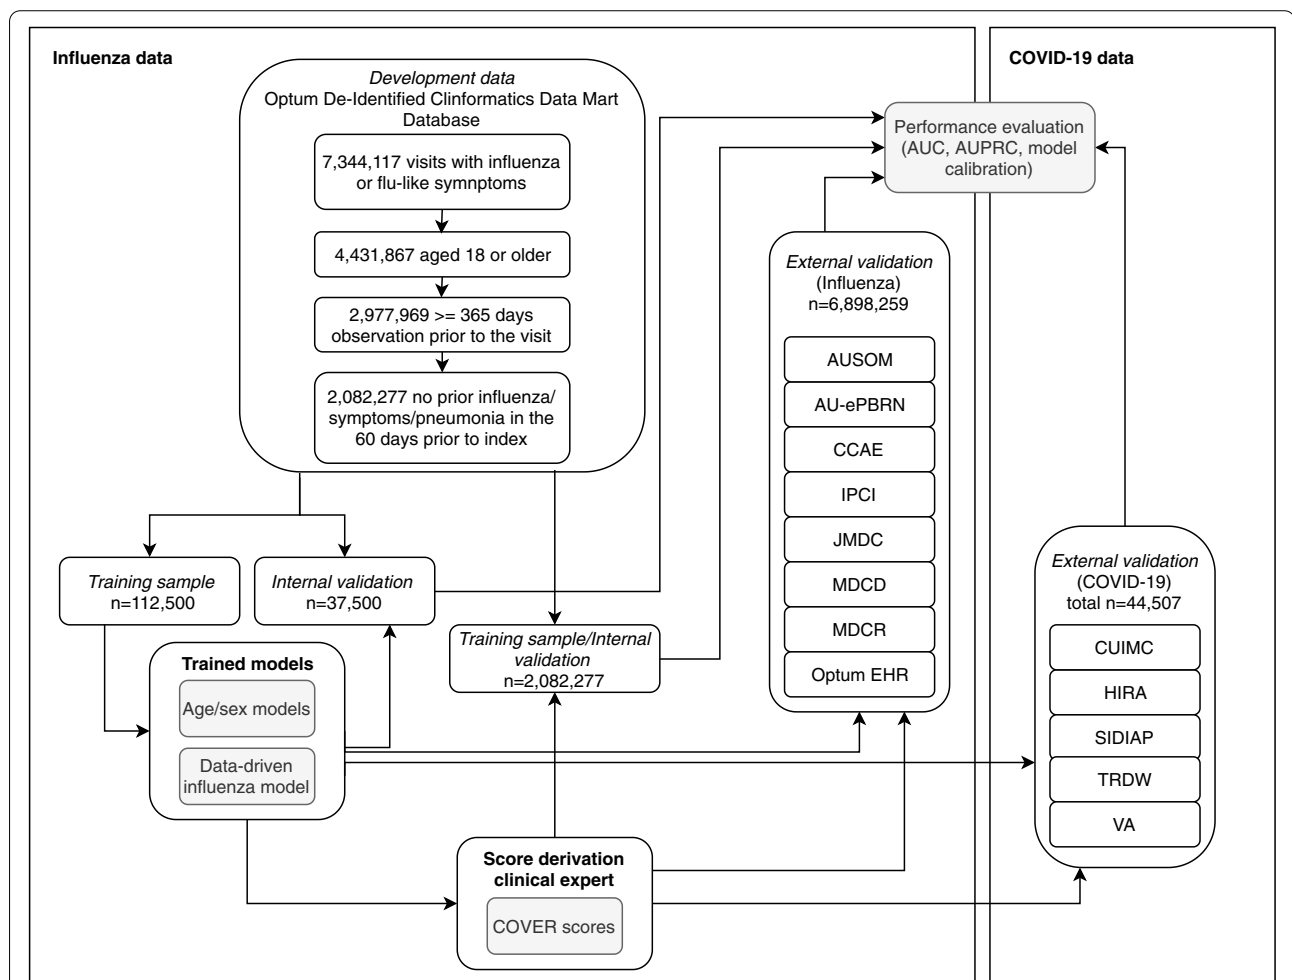 Influenza data
COVID-19 data
Development data
Optum De-Identified Clinformatics Data Mart
Database
7,344,117 visits with influenza
or flu-like symnptoms
4,431,867 aged 18 or older
2,977,969 >= 365 days
observation prior to the visit
2,082,277 no prior influenza/
symptoms/pneumonia in the
60 days prior to index
Performance evaluation
(AUC, AUPRC, model
calibration)
External validation
(Influenza)
n=6,898,259
AUSOM
AU-ePBRN
CCAE
IPCI
JMDC
MDCD
MDCR
Optum EHR
Training sample
n=112,500
Internal validation
n=37,500
Training sample/Internal
validation
n=2,082,277
Trained models
Age/sex models
Data-driven
influenza model
Score derivation
clinical expert
COVER scores
External validation
(COVID-19)
total n=44,507
CUIMC
HIRA
SIDIAP
TRDW
VA